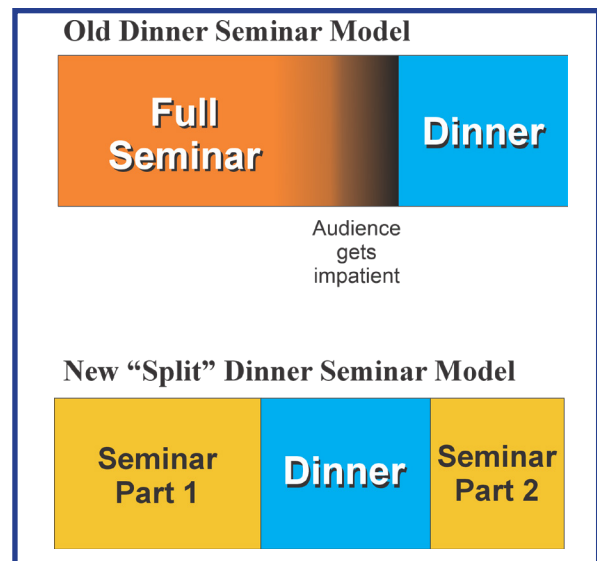 Old Dinner Seminar Model
Full
Seminar
Dinner
Audience
gets
impatient
New “Split” Dinner Seminar Model
Seminar
Part 1
Dinner
Seminar
Part 2